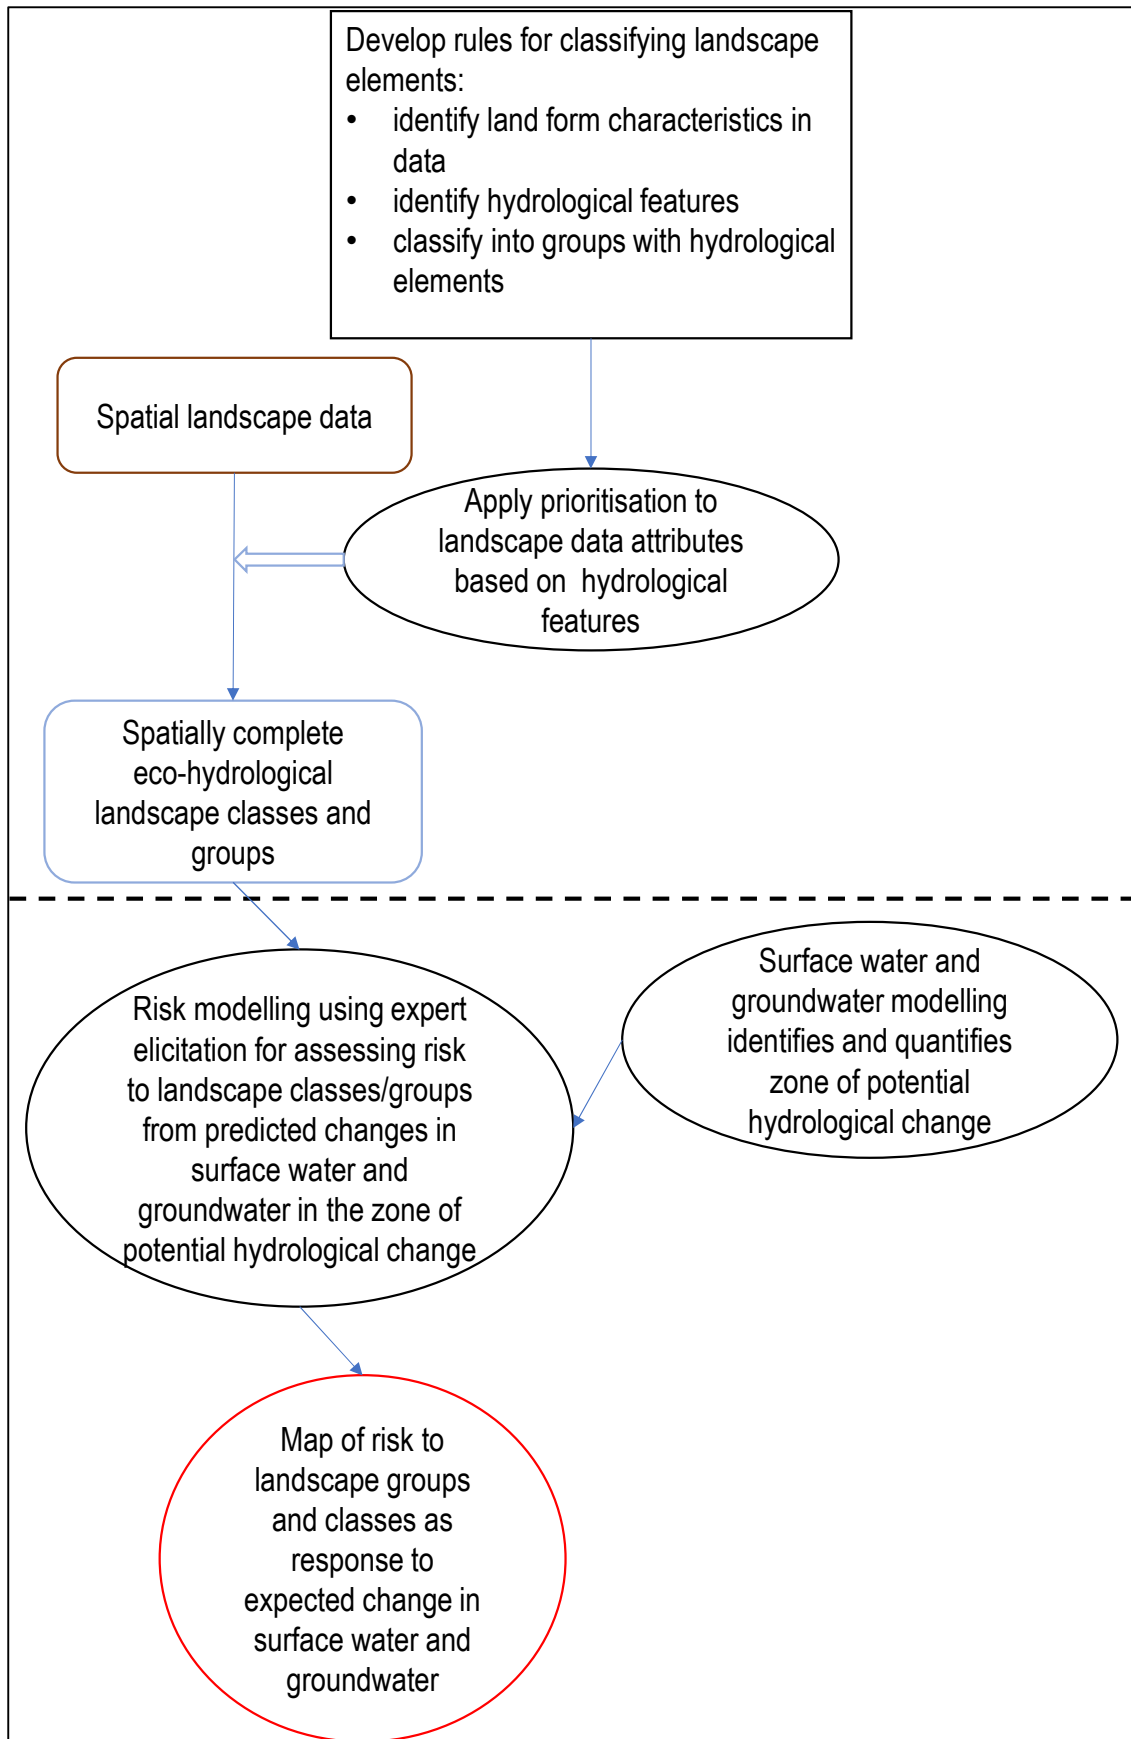 Develop rules for classifying landscape
elements:
• identify land form characteristics in
data
• identify hydrological features
• classify into groups with hydrological
elements
Spatial landscape data
Apply prioritisation to
landscape data attributes
based on hydrological
features
Spatially complete
eco-hydrological
landscape classes and
groups
Surface water and
groundwater modelling
identifies and quantifies
zone of potential
hydrological change
Risk modelling using expert
elicitation for assessing risk
to landscape classes/groups
from predicted changes in
surface water and
groundwater in the zone of
potential hydrological change
Map of risk to
landscape groups
and classes as
response to
expected change in
surface water and
groundwater